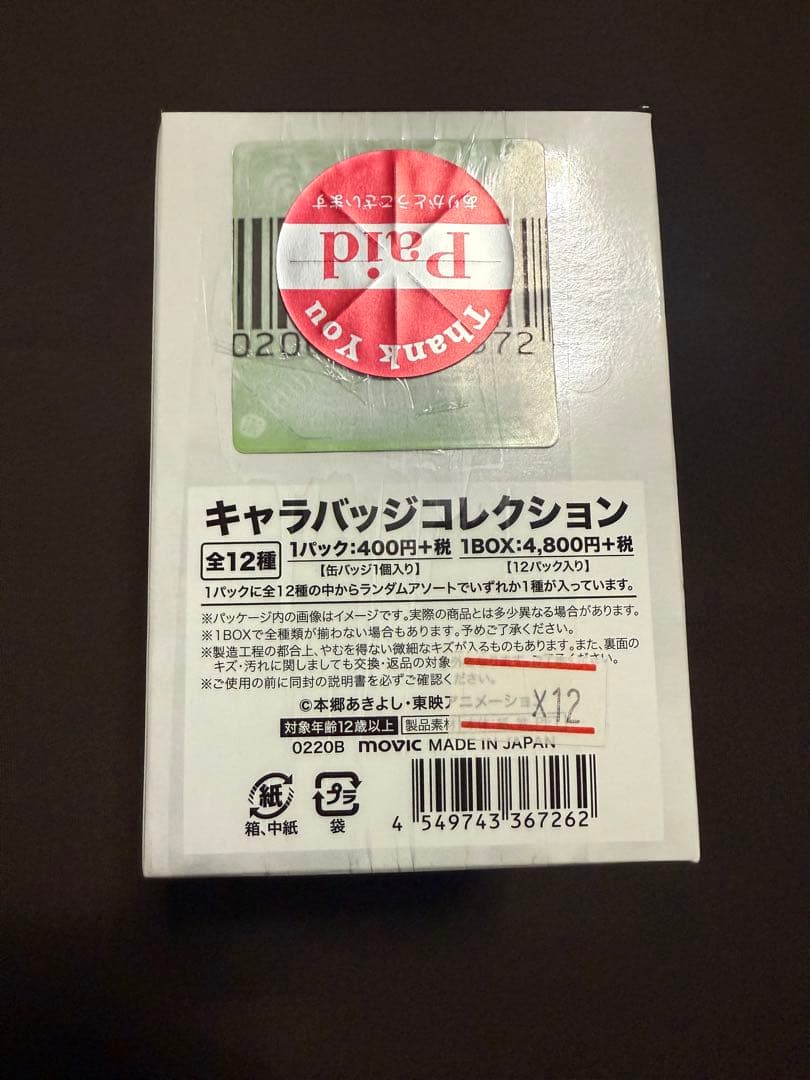 ありがとうございます
Paid
Thank You
キャラバッジコレクション
全12種
1パック:400円+税 1BOX:4,800円+税
【缶バッジ1個入り】 【12パック入り】
1パックに全12種の中からランダムアソートでいずれか1種が入っています。
※パッケージ内の画像はイメージです。実際の商品とは多少異なる場合があります。
※1BOXで全種類が揃わない場合もあります。予めご了承ください。
※製造工程の都合上、やむを得ない微細なキズが入るものもあります。また、裏面の
キズ・汚れに関しましても交換・返品の対象外
※ご使用の前に同封の説明書を必ずご確認ください。
©本郷あきよし・東映アニメーション
X12
対象年齢12歳以上 製品素材
0220B movic MADE IN JAPAN
紙 プラ
箱、中紙 袋
4 549743 367262